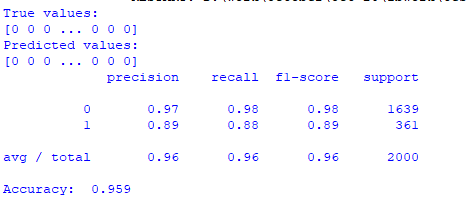 True values:
[0 0 0 ... 0 0 0]
Predicted values:
[0 0 0 ... 0 0 0]
precision recall f1-score support
0 0.97 0.98 0.98 1639
1 0.89 0.88 0.89 361
avg / total 0.96 0.96 0.96 2000
Accuracy: 0.959